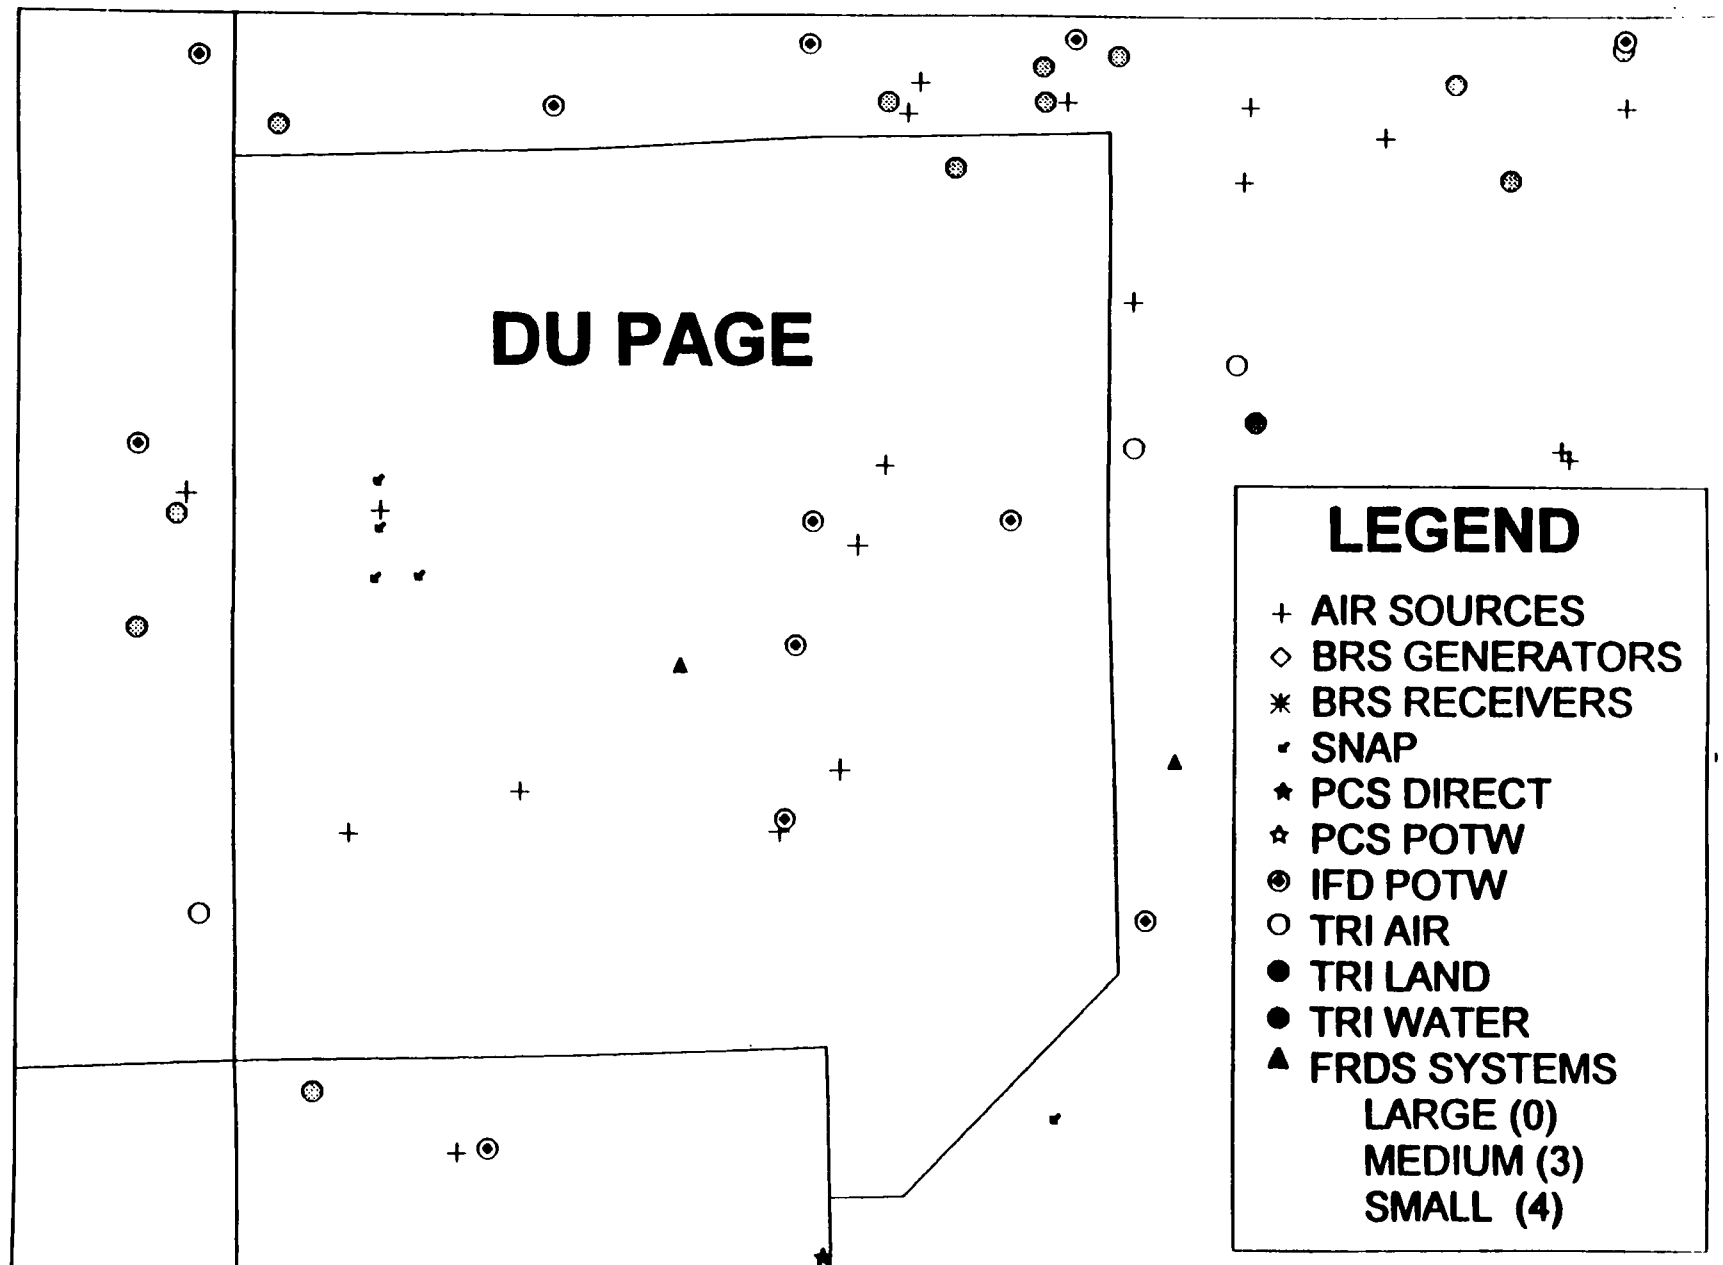 DU PAGE
LEGEND
AIR SOURCES
BRS GENERATORS
BRS RECEIVERS
SNAP
PCS DIRECT
PCS POTW
IFD POTW
TRI AIR
TRI LAND
TRI WATER
FRDS SYSTEMS
LARGE (0)
MEDIUM (3)
SMALL (4)